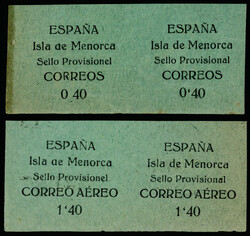 ESPAÑA ESPAÑA
Isla de Menorca Isla de Menorca
Sello Provisionel Sello Provisionel
CORREOS CORREOS
0 40 0'40
ESPAÑA ESPAÑA
Isla de Menorca Isla de Menorca
Sello Provisionel Sello Provisional
CORREO AÉREO CORREO AÉREO
1'40 1'40